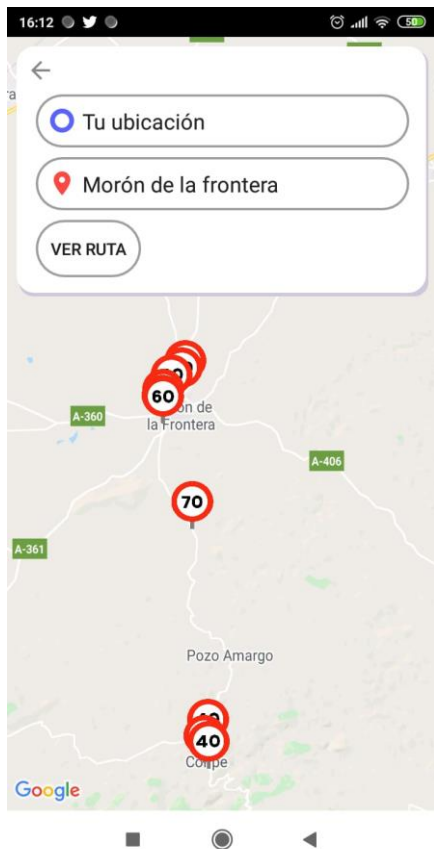 16:12
50
Tu ubicación
Morón de la frontera
VER RUTA
60
A-360
la Frontera
A-406
70
A-361
Pozo Amargo
40
Google